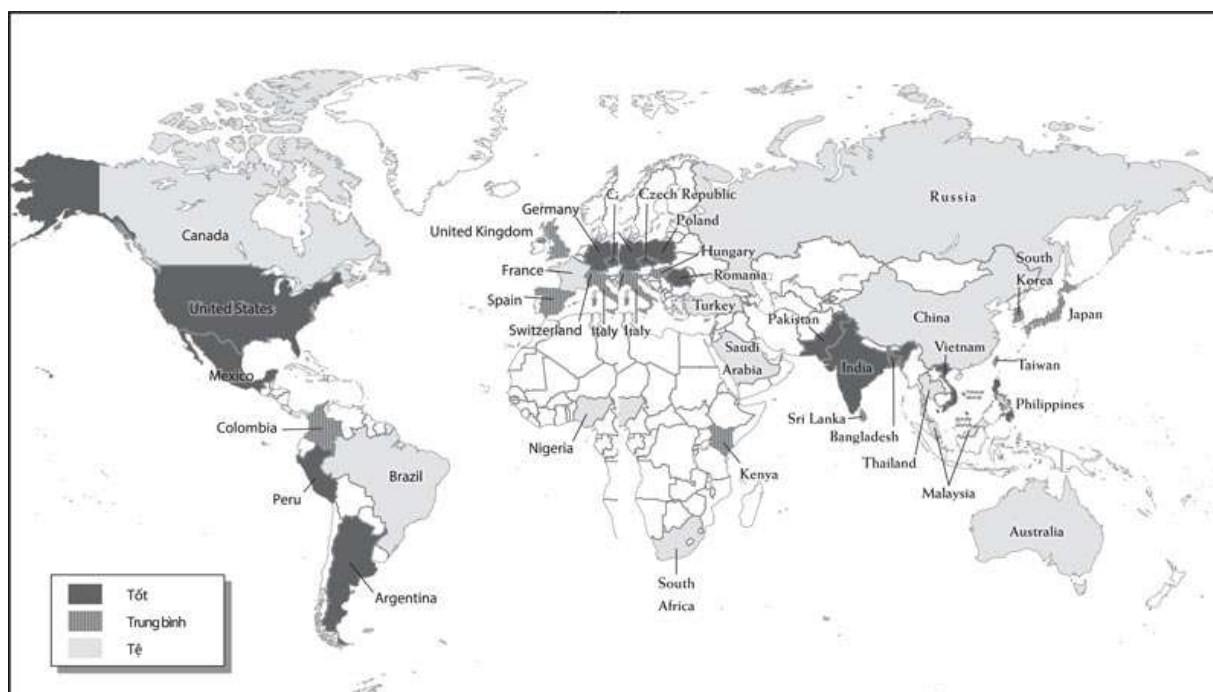 Canada
United States
Mexico
Colombia
Peru
Brazil
Argentina
Germany
United Kingdom
France
Spain
Switzerland
Italy
Italy
C
Czech Republic
Poland
Hungary
Romania
Turkey
Saudi
Arabia
Nigeria
Kenya
South
Africa
Russia
South
Korea
Japan
China
Pakistan
India
Vietnam
Taiwan
Philippines
Sri Lanka
Bangladesh
Thailand
Malaysia
Australia
Tốt
Trung bình
Tệ